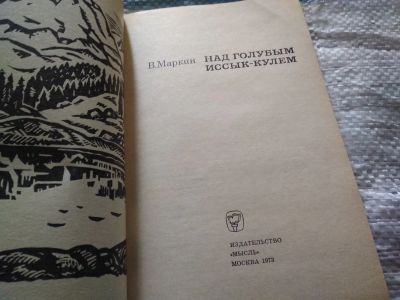 В. Маркин НАД ГОЛУБЫМ
ИССЫК-КУЛЕМ
ИЗДАТЕЛЬСТВО
«МЫСЛЬ»
МОСКВА 1973